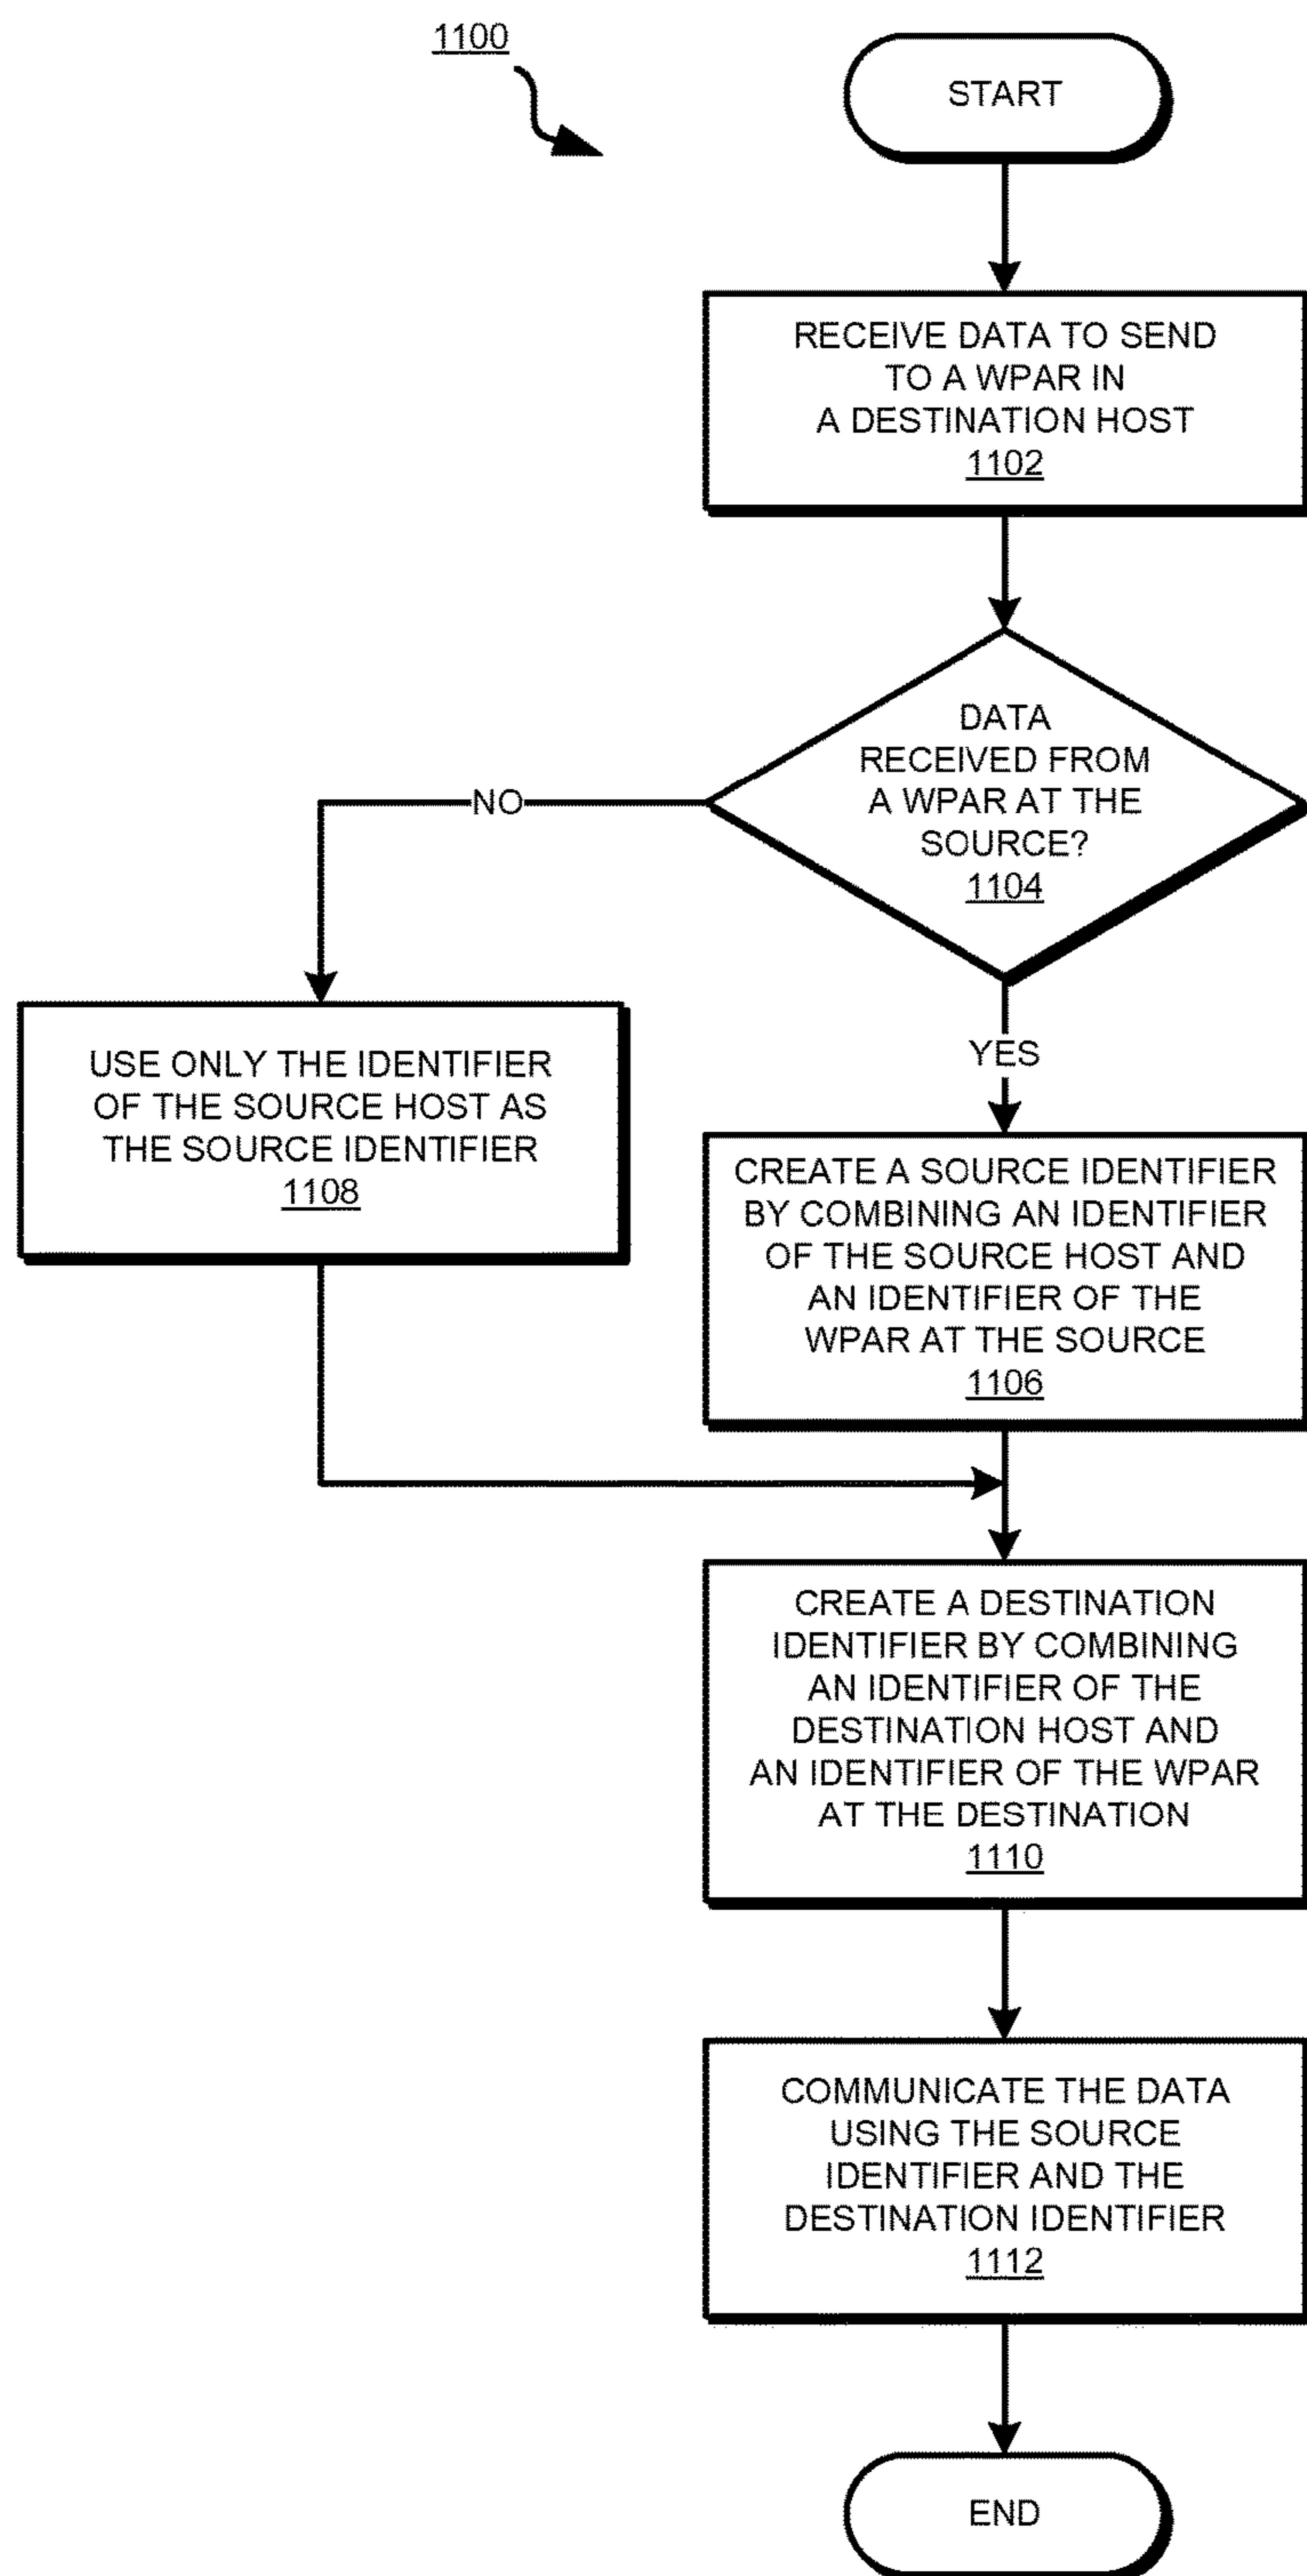 1100
START
RECEIVE DATA TO SEND
TO A WPAR IN
A DESTINATION HOST
1102
DATA
RECEIVED FROM
A WPAR AT THE
SOURCE?
1104
NO
YES
USE ONLY THE IDENTIFIER
OF THE SOURCE HOST AS
THE SOURCE IDENTIFIER
1108
CREATE A SOURCE IDENTIFIER
BY COMBINING AN IDENTIFIER
OF THE SOURCE HOST AND
AN IDENTIFIER OF THE
WPAR AT THE SOURCE
1106
CREATE A DESTINATION
IDENTIFIER BY COMBINING
AN IDENTIFIER OF THE
DESTINATION HOST AND
AN IDENTIFIER OF THE WPAR
AT THE DESTINATION
1110
COMMUNICATE THE DATA
USING THE SOURCE
IDENTIFIER AND THE
DESTINATION IDENTIFIER
1112
END